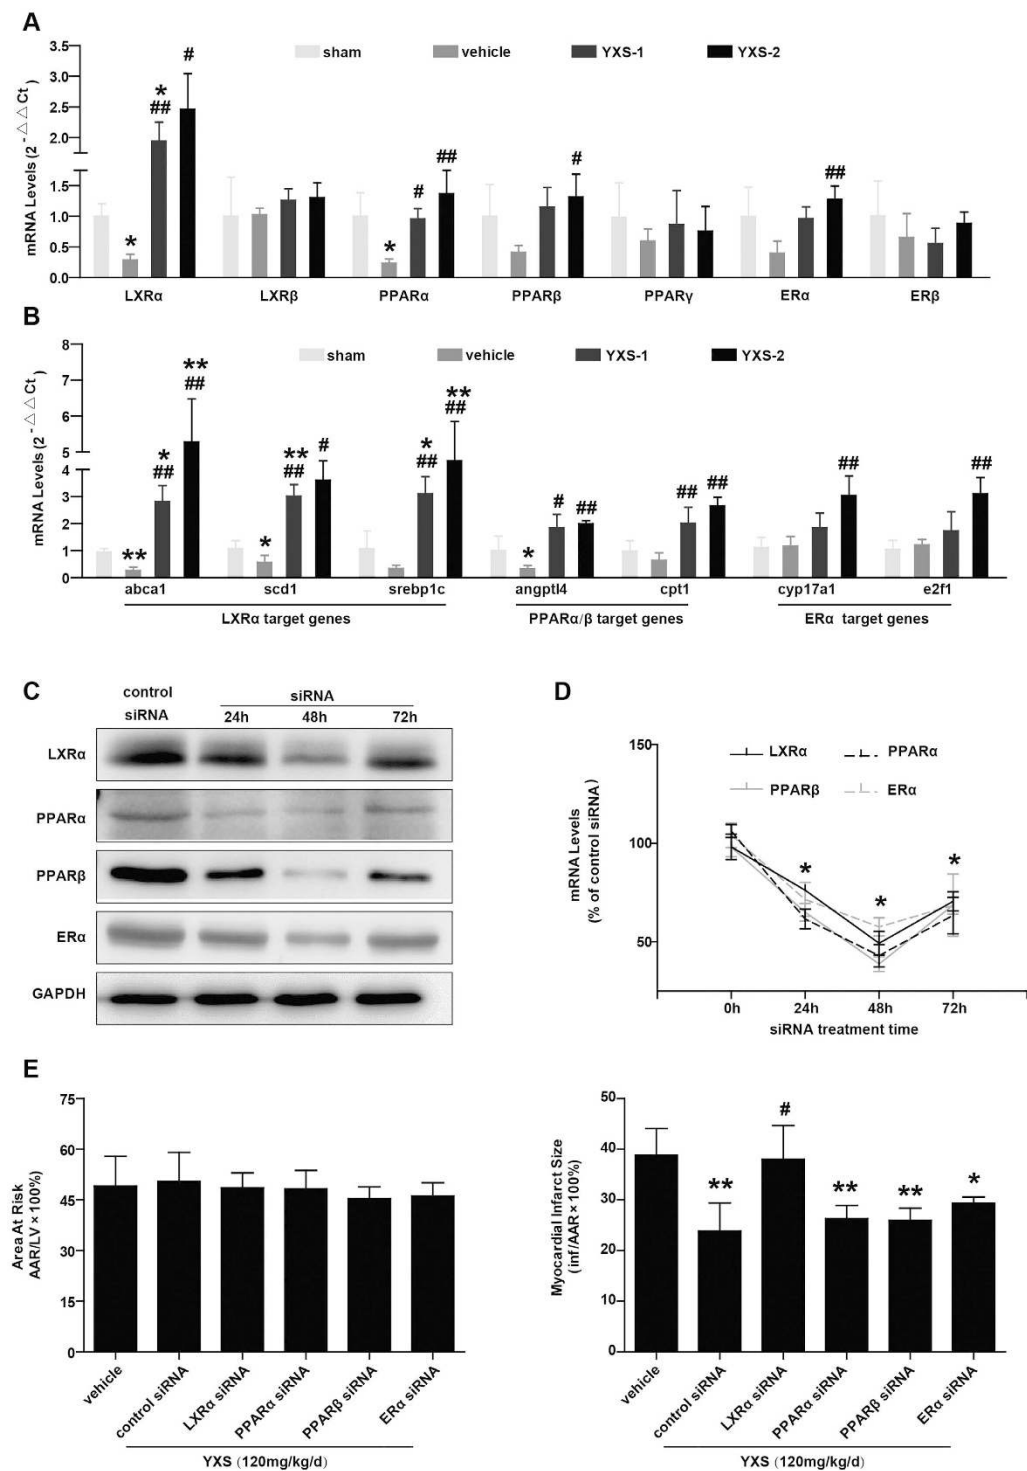 A
sham vehicle YXS-1 YXS-2
mRNA Levels (2 -△△Ct)
3.5
3.0
2.5
2.0
1.5
1.0
0.5
0.0
* * ## # * # ## # ##
LXRα LXRβ PPARα PPARβ PPARγ ERα ERβ
B
sham vehicle YXS-1 YXS-2
mRNA Levels (2 -△△Ct)
8
7
6
5
4
3
2
1
0
** * ## ** ## * ** ## # * ## ** ## * # ## ## ## ## ##
abca1 scd1 srebp1c angptl4 cpt1 cyp17a1 e2f1
LXRα target genes PPARα/β target genes ERα target genes
C
control siRNA
siRNA 24h 48h 72h
LXRα
PPARα
PPARβ
ERα
GAPDH
D
mRNA Levels
(% of control siRNA)
150
100
50
LXRα PPARα
PPARβ ERα
* * *
0h 24h 48h 72h
siRNA treatment time
E
Area At Risk
AAR/LV×100%)
75
60
45
30
15
0
vehicle
control siRNA
LXRα siRNA
PPARα siRNA
PPARβ siRNA
ERα siRNA
YXS (120mg/kg/d)
Myocardial Infarct Size
(inf/AAR×100%)
50
40
30
20
10
0
** # ** ** *
vehicle
control siRNA
LXRα siRNA
PPARα siRNA
PPARβ siRNA
ERα siRNA
YXS (120mg/kg/d)